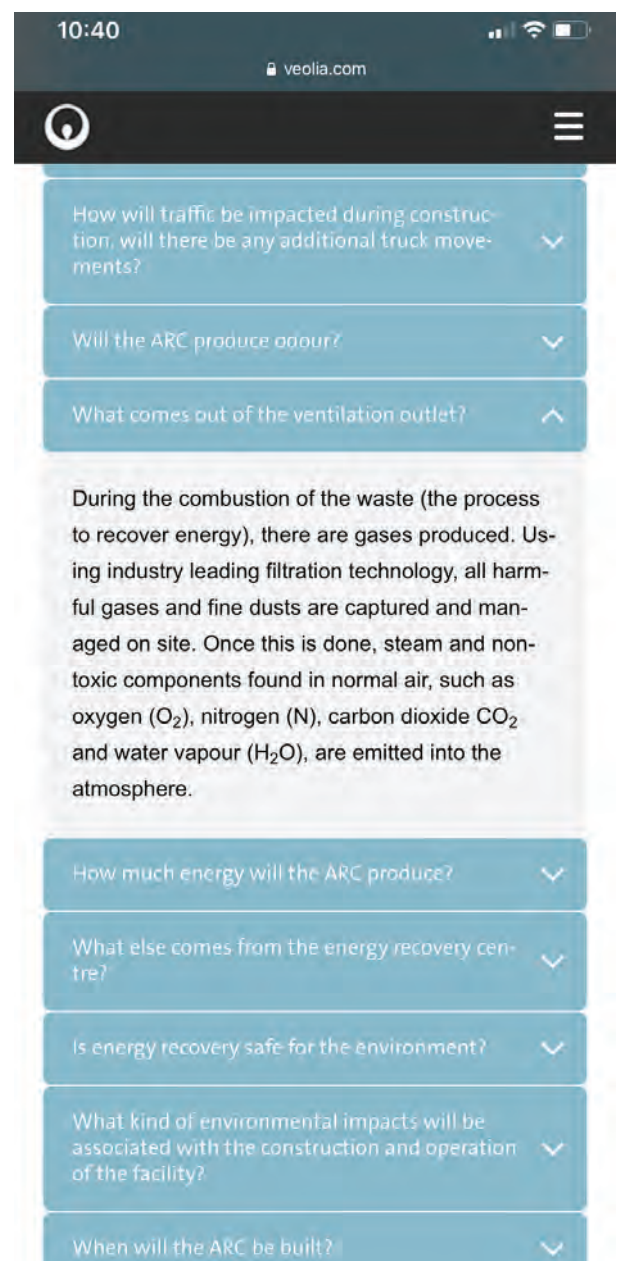 10:40
veolia.com
How will traffic be impacted during construc-
tion, will there be any additional truck move-
ments?
Will the ARC produce odour?
What comes out of the ventilation outlet?
During the combustion of the waste (the process
to recover energy), there are gases produced. Us-
ing industry leading filtration technology, all harm-
ful gases and fine dusts are captured and man-
aged on site. Once this is done, steam and non-
toxic components found in normal air, such as
oxygen (O₂), nitrogen (N), carbon dioxide CO₂
and water vapour (H₂O), are emitted into the
atmosphere.
How much energy will the ARC produce?
What else comes from the energy recovery cen-
tre?
Is energy recovery safe for the environment?
What kind of environmental impacts will be
associated with the construction and operation
of the facility?
When will the ARC be built?